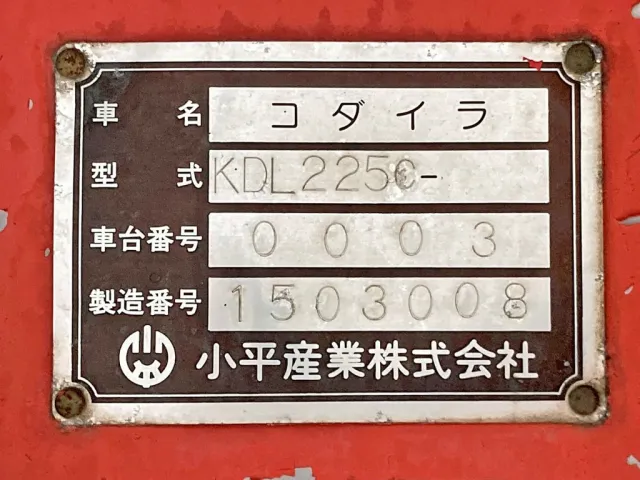 車名 コダイラ
型式 KDL225C-
車台番号 0003
製造番号 1503008
小平産業株式会社